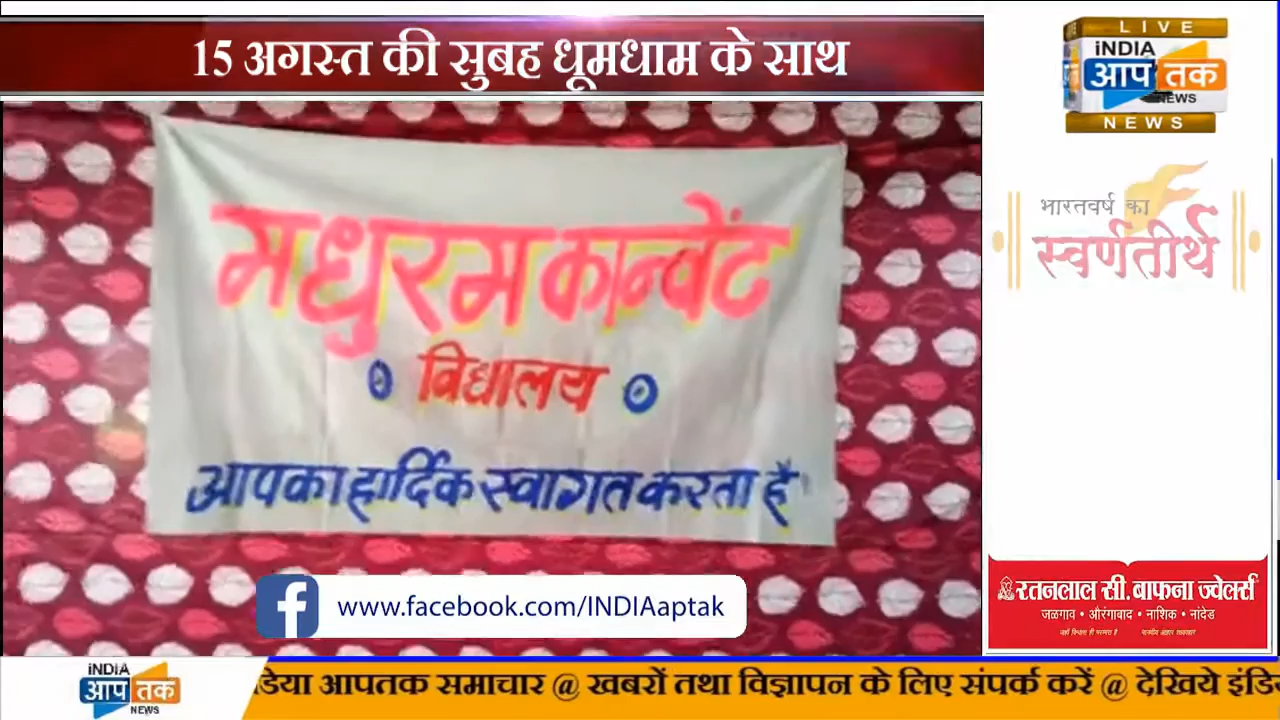 15 अगस्त की सुबह धूमधाम के साथ
LIVE
iNDIA
आप तक
NEWS
NEWS
भारतवर्ष का
स्वर्णतीर्थ
मधुरम कान्वेंट
विधालय
आपका हार्दिक स्वागत करता है
www.facebook.com/INDIAaptak
रतनलाल सी. बाफना ज्वेलर्स
जळगाव • औरंगाबाद • नाशिक • नांदेड
iNDIA
आप तक
NEWS
डिया आपतक समाचार @ खबरों तथा विज्ञापन के लिए संपर्क करें @ देखिये इंडि